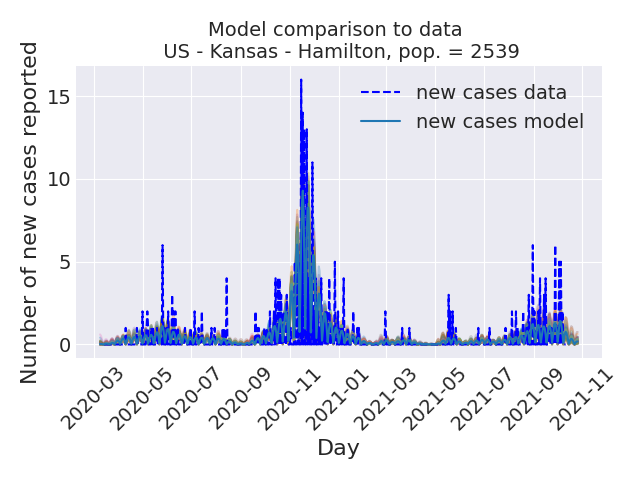 Model comparison to data
US - Kansas - Hamilton, pop. = 2539
Number of new cases reported
15
10
5
0
new cases data
new cases model
2020-03
2020-05
2020-07
2020-09
2020-11
2021-01
2021-03
2021-05
2021-07
2021-09
2021-11
Day